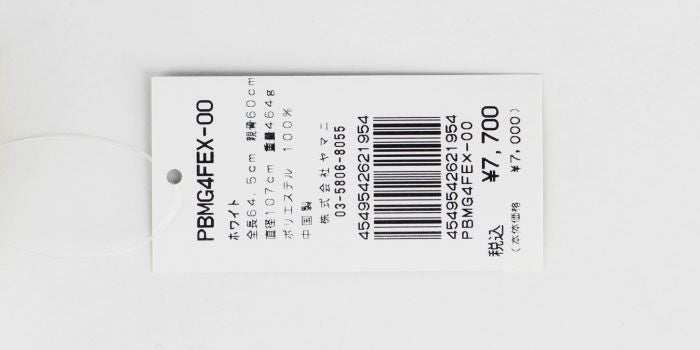 PBMG4FEX-00
ホワイト
全長64.5cm 親骨60cm
直径107cm 重量464g
ポリエステル 100%
中国製
株式会社ヤマニ
03-5806-8055
4549542621954
4549542621954
PBMG4FEX-00
税込 ¥7,700
(本体価格 ¥7,000)